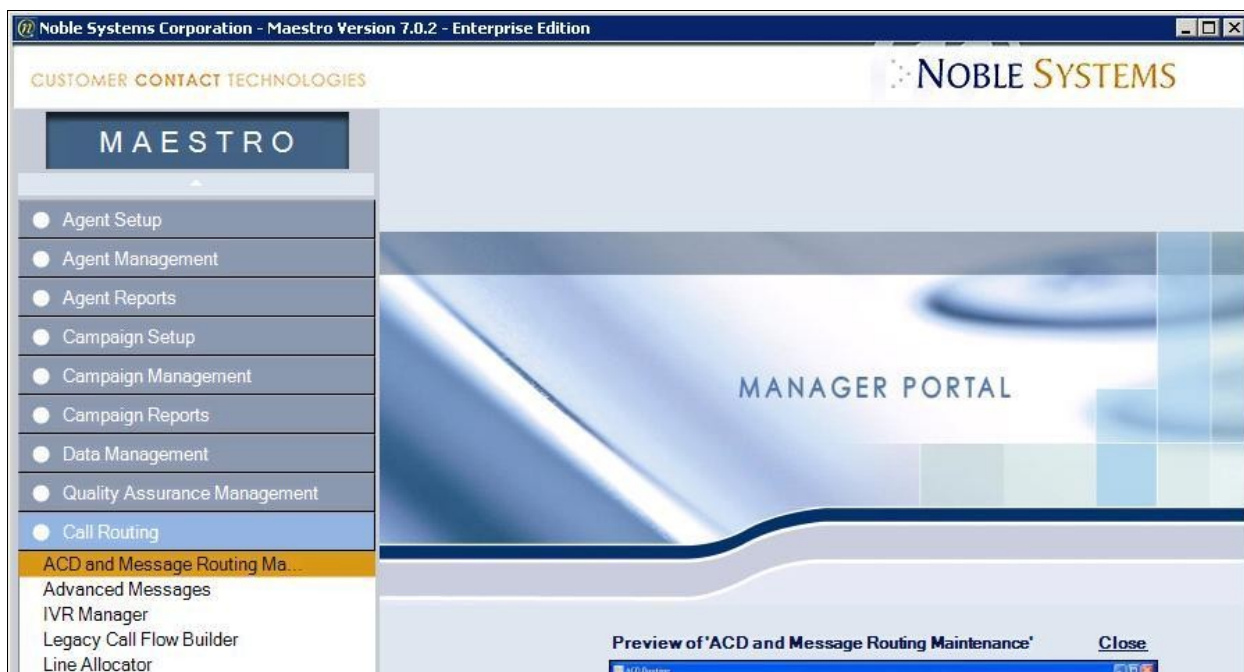 Noble Systems Corporation - Maestro Version 7.0.2 - Enterprise Edition
CUSTOMER CONTACT TECHNOLOGIES
NOBLE SYSTEMS
MAESTRO
Agent Setup
Agent Management
Agent Reports
Campaign Setup
Campaign Management
Campaign Reports
Data Management
Quality Assurance Management
Call Routing
ACD and Message Routing Ma...
Advanced Messages
IVR Manager
Legacy Call Flow Builder
Line Allocator
MANAGER PORTAL
Preview of 'ACD and Message Routing Maintenance' Close